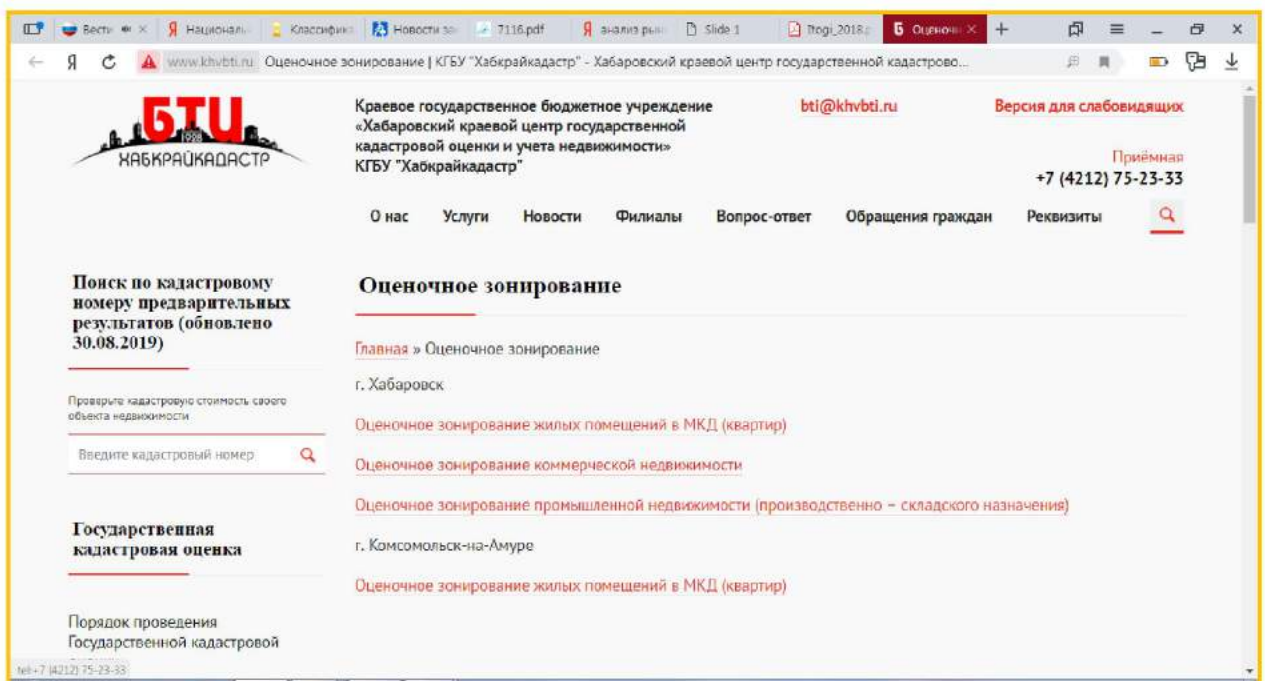 Вести
Националь
Классифик
Новости за
7116.pdf
анализ рын
Slide 1
Itogi_2018.
Оценочн
www.khvbti.ru Оценочное зонирование | КГБУ "Хабкрайкадастр" - Хабаровский краевой центр государственной кадастрово...
БТИ
1928
ХАБКРАЙКАДАСТР
Краевое государственное бюджетное учреждение
«Хабаровский краевой центр государственной
кадастровой оценки и учета недвижимости»
КГБУ "Хабкрайкадастр"
bti@khvbti.ru
Версия для слабовидящих
Приёмная
+7 (4212) 75-23-33
О нас Услуги Новости Филиалы Вопрос-ответ Обращения граждан Реквизиты
Поиск по кадастровому
номеру предварительных
результатов (обновлено
30.08.2019)
Проверьте кадастровую стоимость своего
объекта недвижимости
Введите кадастровый номер
Государственная
кадастровая оценка
Порядок проведения
Государственной кадастровой
Оценочное зонирование
Главная » Оценочное зонирование
г. Хабаровск
Оценочное зонирование жилых помещений в МКД (квартир)
Оценочное зонирование коммерческой недвижимости
Оценочное зонирование промышленной недвижимости (производственно – складского назначения)
г. Комсомольск-на-Амуре
Оценочное зонирование жилых помещений в МКД (квартир)
tel:+7 (4212) 75-23-33